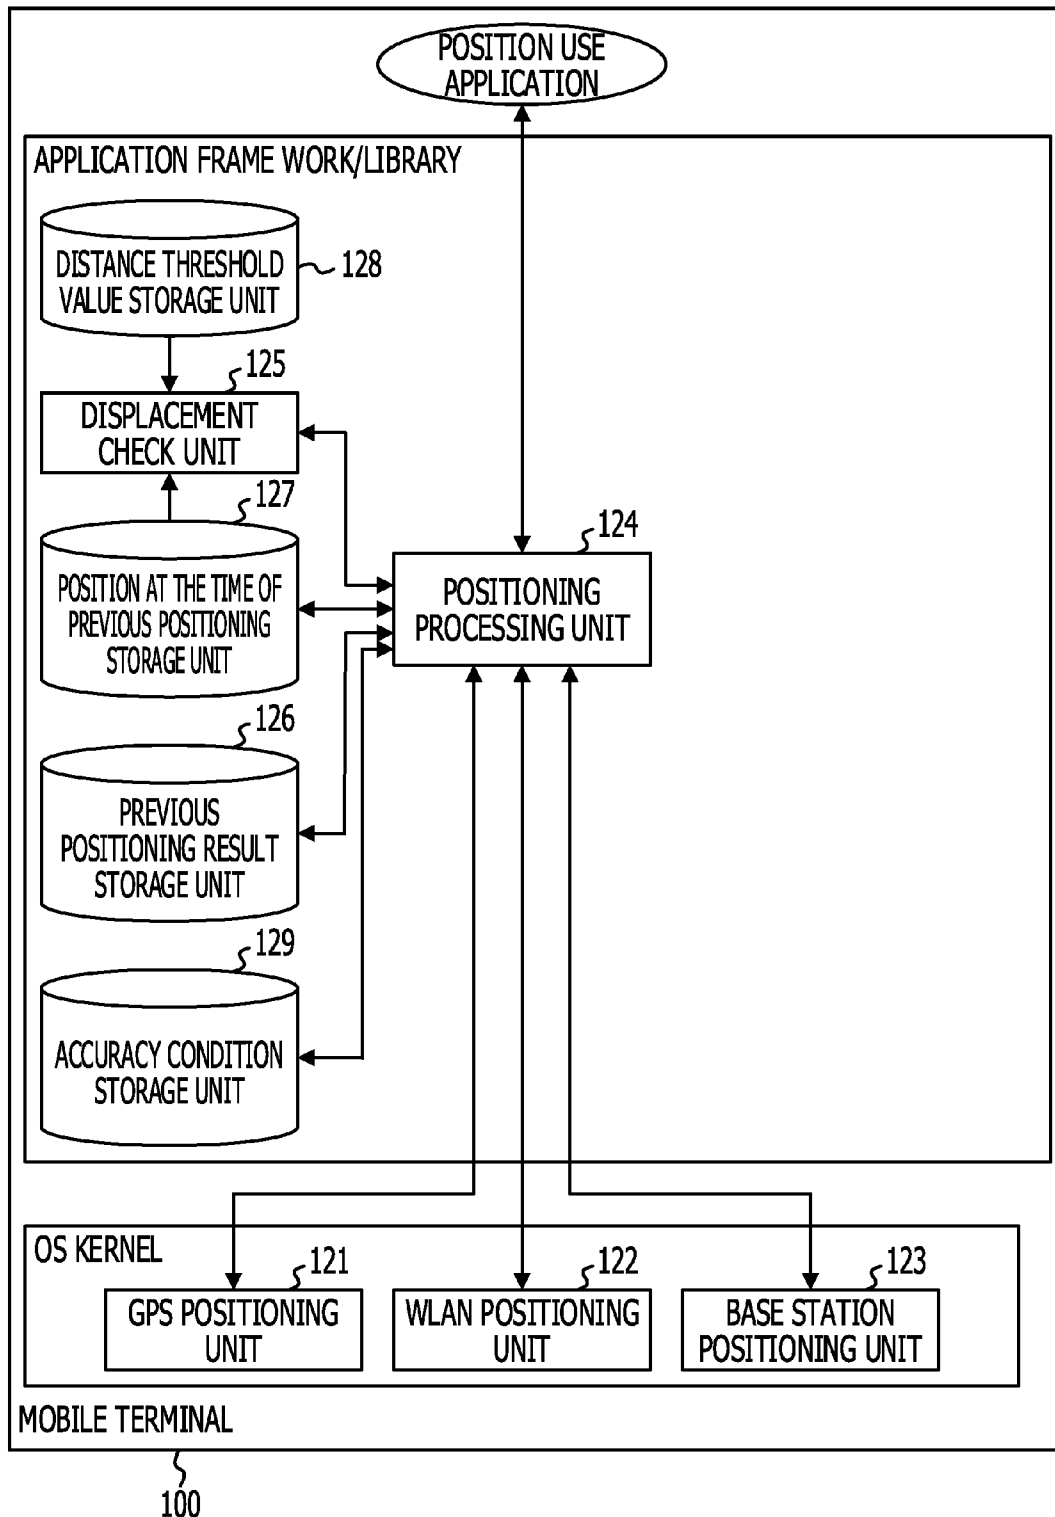 POSITION USE
APPLICATION
APPLICATION FRAME WORK/LIBRARY
DISTANCE THRESHOLD
VALUE STORAGE UNIT
128
125
DISPLACEMENT
CHECK UNIT
127
POSITION AT THE TIME OF
PREVIOUS POSITIONING
STORAGE UNIT
124
POSITIONING
PROCESSING UNIT
126
PREVIOUS
POSITIONING RESULT
STORAGE UNIT
129
ACCURACY CONDITION
STORAGE UNIT
OS KERNEL
121
GPS POSITIONING
UNIT
122
WLAN POSITIONING
UNIT
123
BASE STATION
POSITIONING UNIT
MOBILE TERMINAL
100